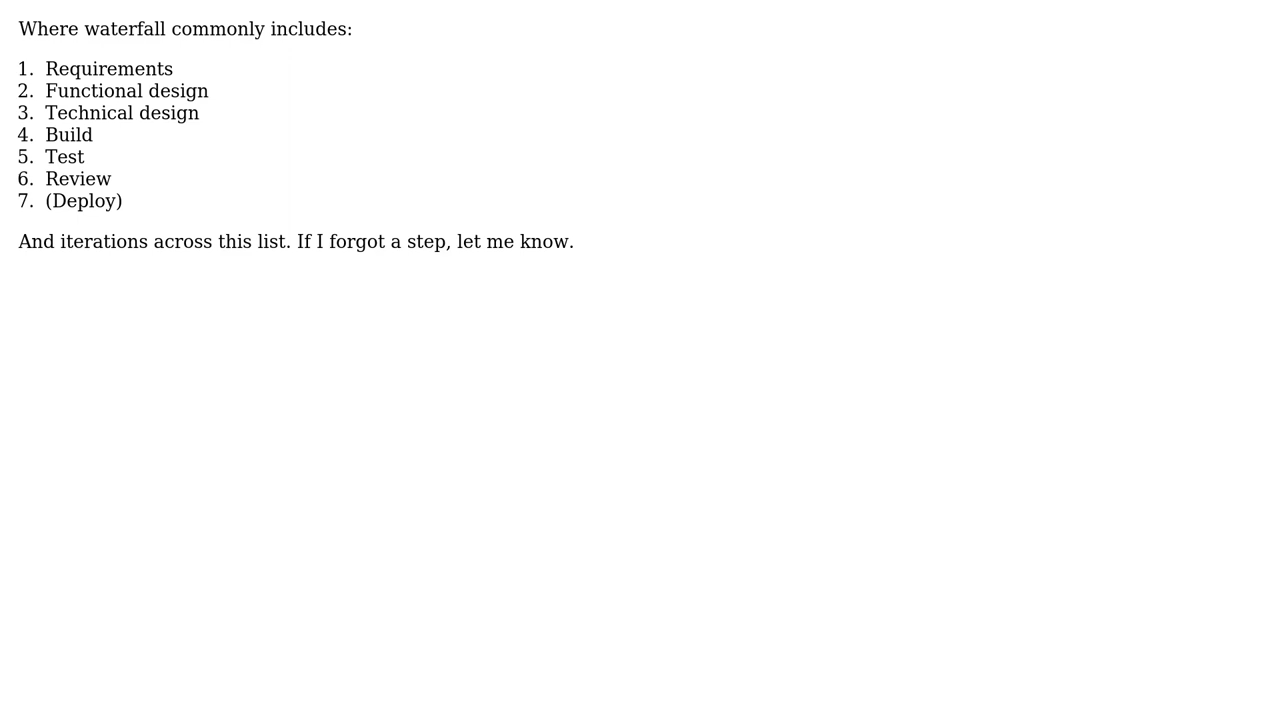 Where waterfall commonly includes:
1. Requirements
2. Functional design
3. Technical design
4. Build
5. Test
6. Review
7. (Deploy)
And iterations across this list. If I forgot a step, let me know.